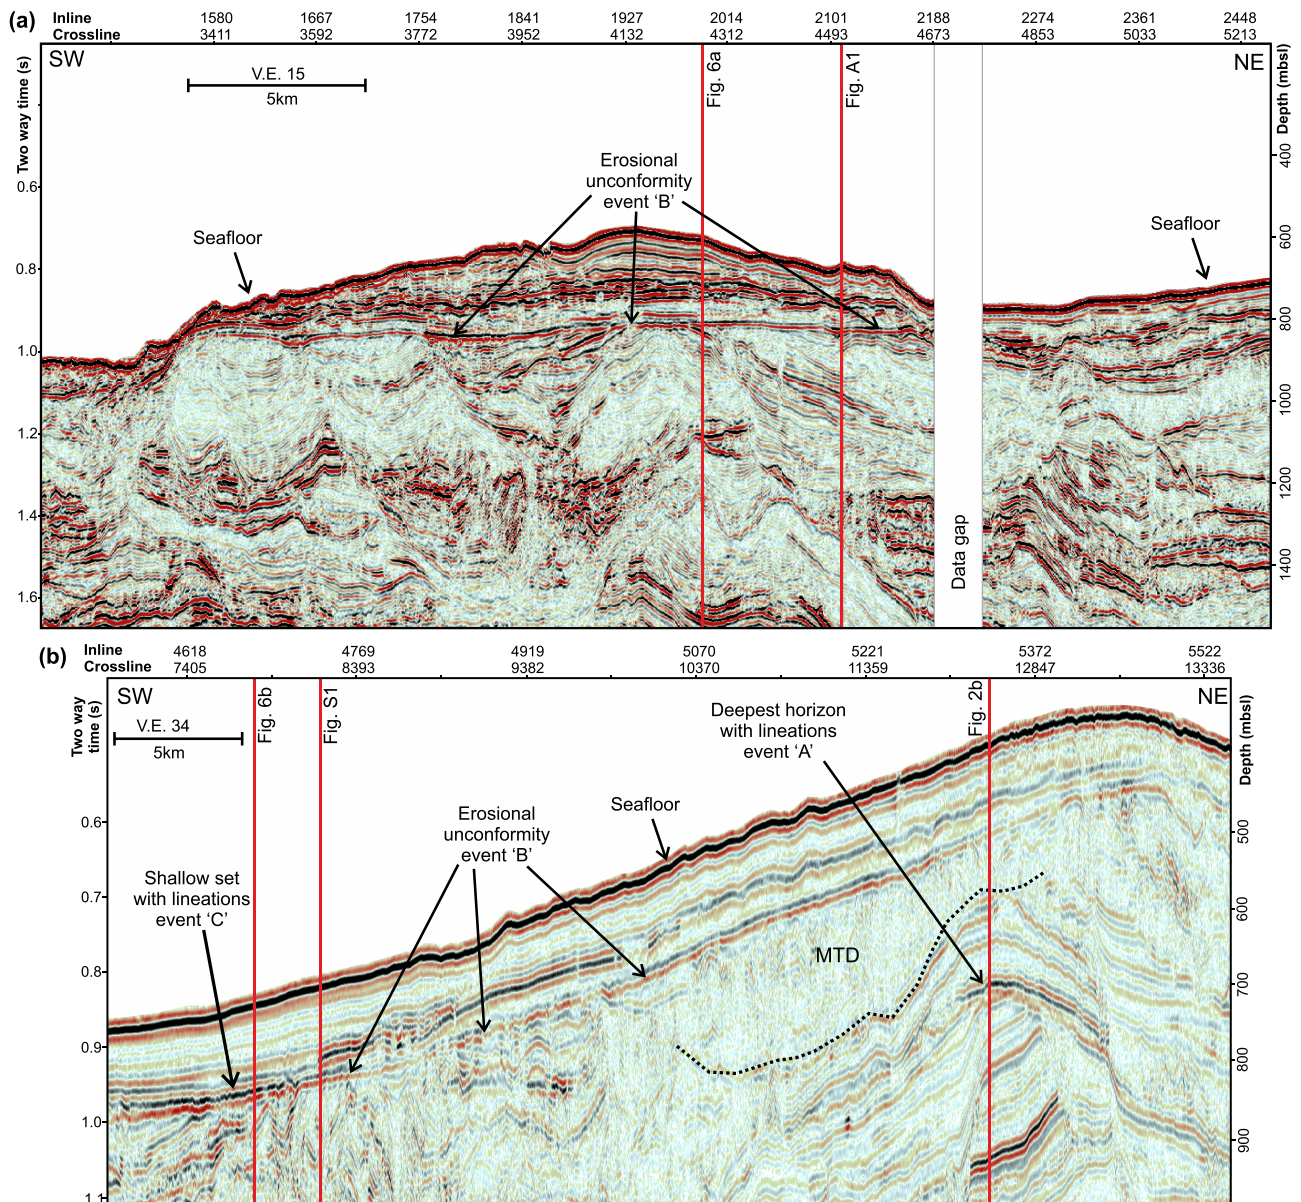 (a)
Inline 1580 1667 1754 1841 1927 2014 2101 2188 2274 2361 2448
Crossline 3411 3592 3772 3952 4132 4312 4493 4673 4853 5033 5213
SW
NE
V.E. 15
5km
Fig. 6a
Fig. A1
Two way time (s)
Depth (mbsl)
Erosional
unconformity
event ‘B’
Seafloor
Seafloor
0.6
0.8
1.0
1.2
1.4
1.6
400
600
800
1000
1200
1400
Data gap
(b)
Inline 4618 4769 4919 5070 5221 5372 5522
Crossline 7405 8393 9382 10370 11359 12847 13336
SW
NE
V.E. 34
5km
Fig. 6b
Fig. S1
Fig. 2b
Two way
time (s)
Depth (mbsl)
Deepest horizon
with lineations
event ‘A’
Seafloor
Erosional
unconformity
event ‘B’
Shallow set
with lineations
event ‘C’
MTD
0.6
0.7
0.8
0.9
1.0
1.1
500
600
700
800
900